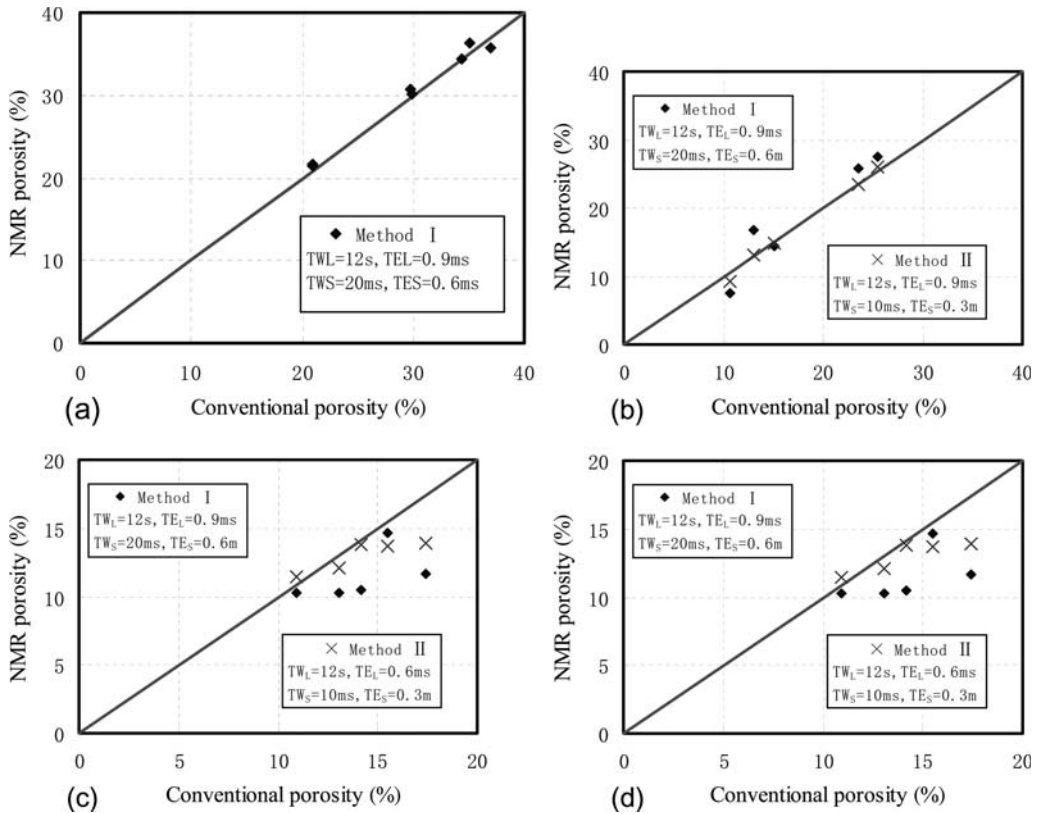 40
30
20
10
0
NMR porosity (%)
◆ Method Ⅰ
TWL=12s, TEL=0.9ms
TWS=20ms, TES=0.6ms
0 10 20 30 40
(a) Conventional porosity (%)
40
30
20
10
0
NMR porosity (%)
◆ Method Ⅰ
TWL=12s, TEL=0.9ms
TWS=20ms, TES=0.6m
× Method Ⅱ
TWL=12s, TEL=0.9ms
TWS=10ms, TES=0.3m
0 10 20 30 40
(b) Conventional porosity (%)
20
15
10
5
0
NMR porosity (%)
◆ Method Ⅰ
TWL=12s, TEL=0.9ms
TWS=20ms, TES=0.6m
× Method Ⅱ
TWL=12s, TEL=0.6ms
TWS=10ms, TES=0.3m
0 5 10 15 20
(c) Conventional porosity (%)
20
15
10
5
0
NMR porosity (%)
◆ Method Ⅰ
TWL=12s, TEL=0.9ms
TWS=20ms, TES=0.6m
× Method Ⅱ
TWL=12s, TEL=0.6ms
TWS=10ms, TES=0.3m
0 5 10 15 20
(d) Conventional porosity (%)